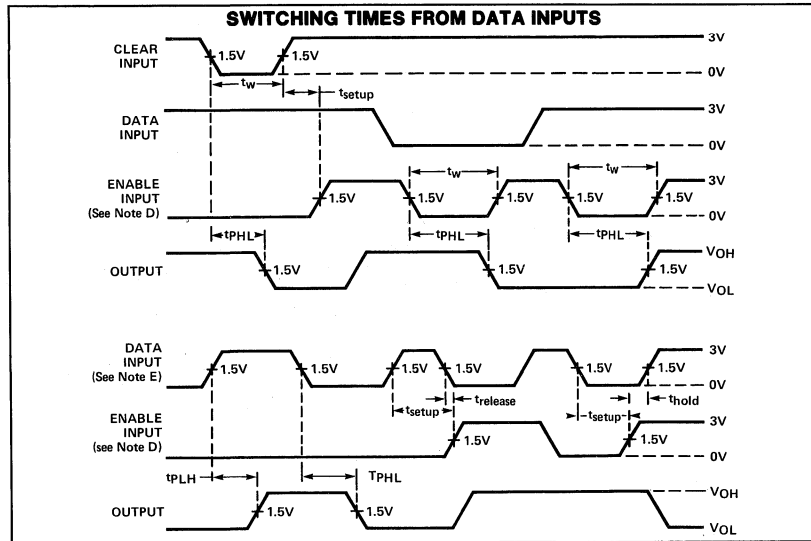 SWITCHING TIMES FROM DATA INPUTS
CLEAR INPUT
1.5V 1.5V
3V
0V
tw
tsetup
DATA INPUT
3V
0V
ENABLE INPUT (See Note D)
1.5V 1.5V 1.5V 1.5V 1.5V
tw tw
3V
0V
tPHL tPHL tPHL
OUTPUT
1.5V 1.5V 1.5V
VOH
VOL
DATA INPUT (See Note E)
1.5V 1.5V 1.5V 1.5V 1.5V 1.5V
3V
0V
tsetup trelease tsetup thold
ENABLE INPUT (see Note D)
1.5V 1.5V
3V
0V
tPLH TPHL
OUTPUT
1.5V 1.5V
VOH
VOL